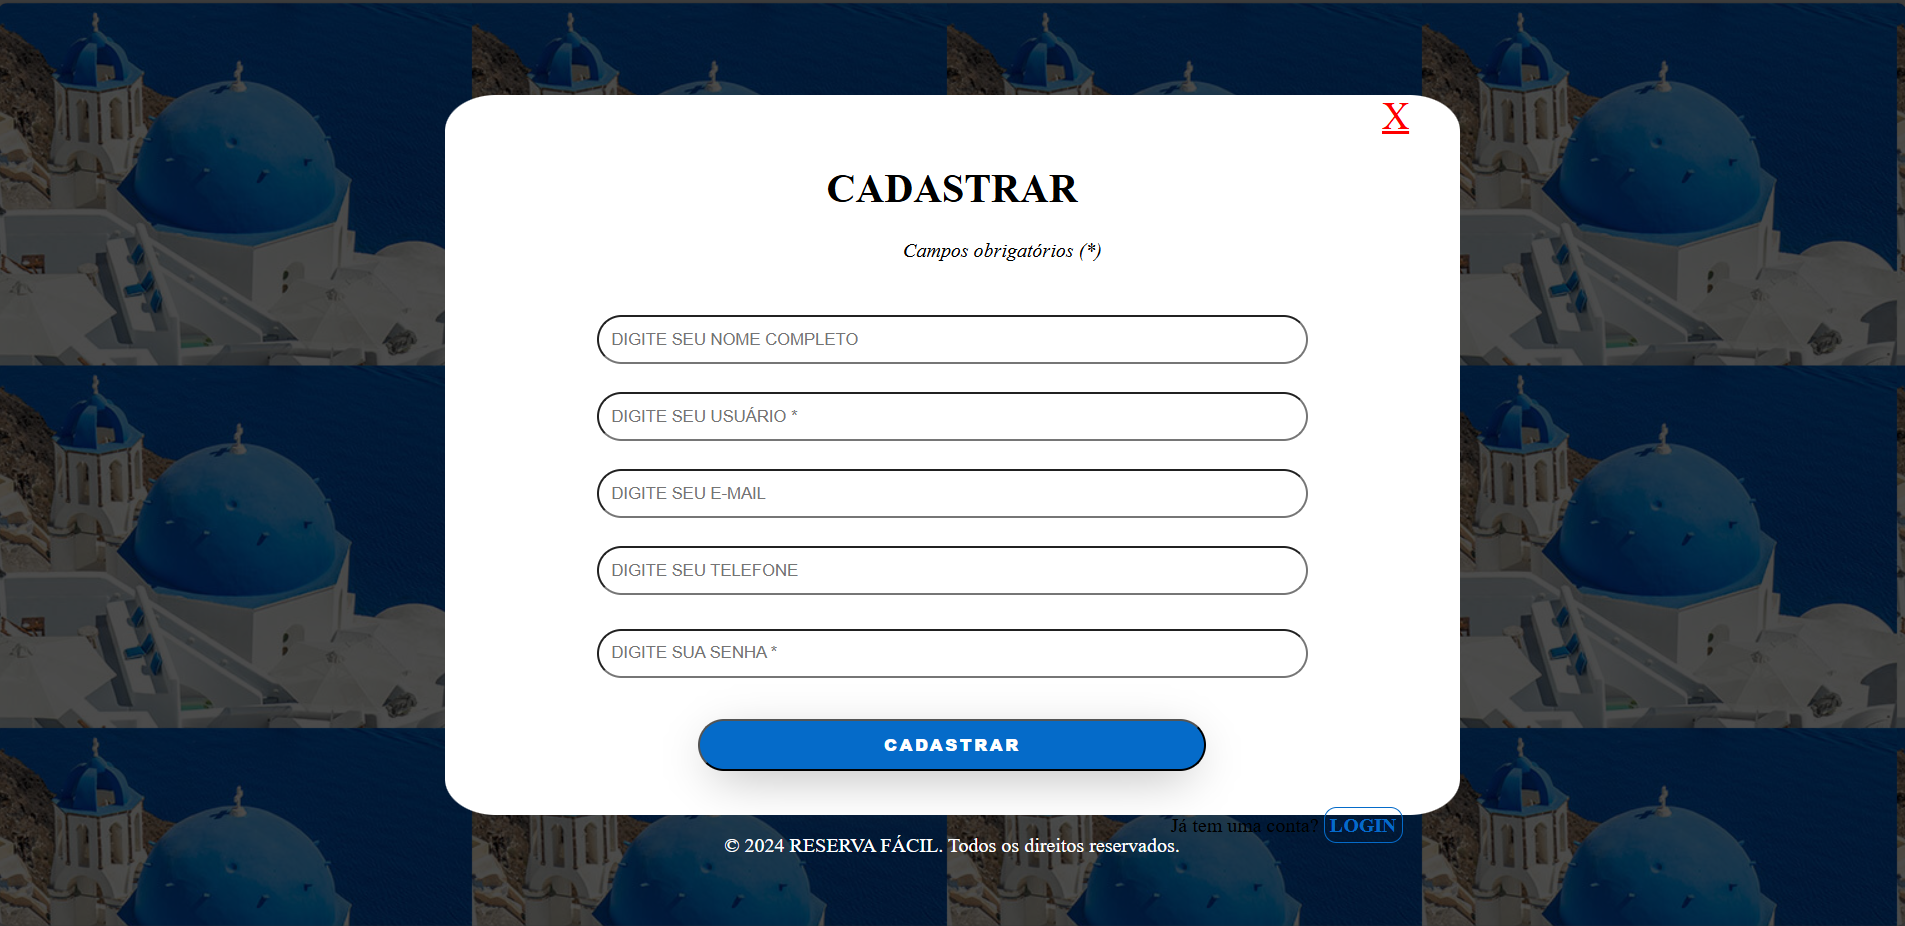 X
CADASTRAR
Campos obrigatórios (*)
DIGITE SEU NOME COMPLETO
DIGITE SEU USUÁRIO *
DIGITE SEU E-MAIL
DIGITE SEU TELEFONE
DIGITE SUA SENHA *
CADASTRAR
Já tem uma conta? LOGIN
© 2024 RESERVA FÁCIL. Todos os direitos reservados.